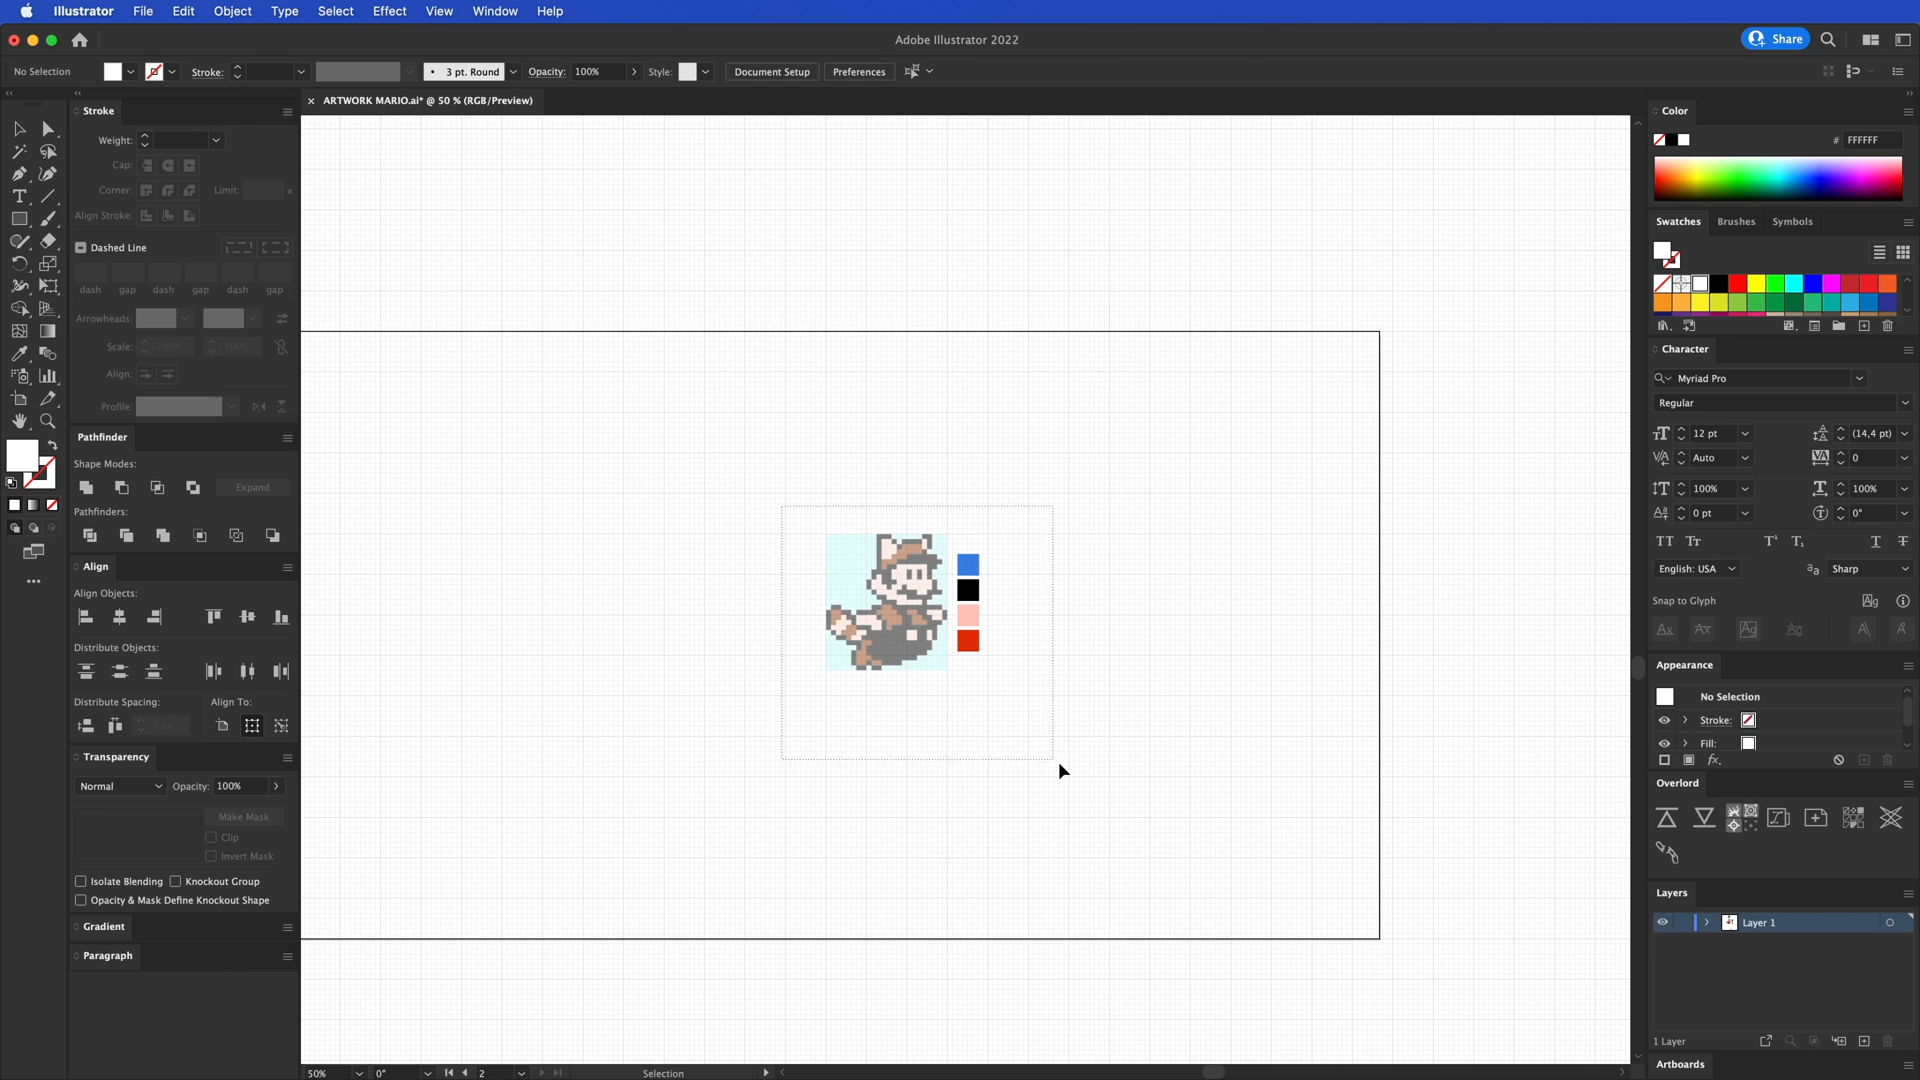 Illustrator File Edit Object Type Select Effect View Window Help
Adobe Illustrator 2022
Share
No Selection
Stroke:
3 pt. Round
Opacity: 100%
Style:
Document Setup
Preferences
× ARTWORK MARIO.ai* @ 50 % (RGB/Preview)
Stroke
Weight:
Cap:
Corner:
Limit:
x
Align Stroke:
Dashed Line
dash gap dash gap dash gap
Arrowheads:
Scale: 100% 100%
Align:
Profile:
Pathfinder
Shape Modes:
Expand
Pathfinders:
Align
Align Objects:
Distribute Objects:
Distribute Spacing: Align To:
0 px
Transparency
Normal Opacity: 100%
Make Mask
Clip
Invert Mask
Isolate Blending Knockout Group
Opacity & Mask Define Knockout Shape
Gradient
Paragraph
50% 0° 2 Selection
Color
# FFFFFF
Swatches Brushes Symbols
Character
Myriad Pro
Regular
12 pt (14,4 pt)
Auto 0
100% 100%
0 pt 0°
English: USA Sharp
Snap to Glyph
Appearance
No Selection
Stroke:
Fill:
Overlord
Layers
Layer 1
1 Layer
Artboards